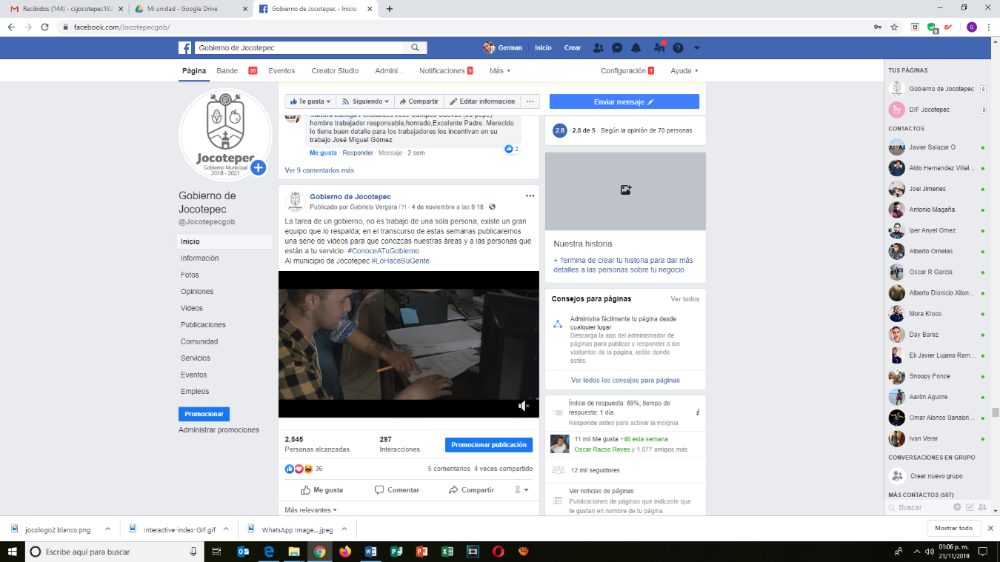 Recibidos (144) - csjocotepec182
Mi unidad - Google Drive
Gobierno de Jocotepec - Inicio
facebook.com/Jocotepecgob/
0
G
Gobierno de Jocotepec
German
Inicio
Crear
Página
Bande... 35
Eventos
Creator Studio
Admini...
Notificaciones 8
Más
Configuración 1
Ayuda
Jocotepec
Gobierno Municipal
2018 - 2021
Gobierno de
Jocotepec
@Jocotepecgob
Inicio
Información
Fotos
Opiniones
Videos
Publicaciones
Comunidad
Servicios
Eventos
Empleos
Promocionar
Administrar promociones
Te gusta
Siguiendo
Compartir
Editar información
Enviar mensaje
hombre trabajador responsable,honrado,Excelente Padre. Merecido
lo tiene.buen detalle para los trabajadores los incentivan en su
trabajo José Miguel Gómez
Me gusta · Responder · Mensaje · 2 sem
2
Ver 9 comentarios más
Gobierno de Jocotepec
Publicado por Gabriela Vergara [?] · 4 de noviembre a las 9:18 ·
La tarea de un gobierno, no es trabajo de una sola persona, existe un gran
equipo que lo respalda; en el transcurso de estas semanas publicaremos
una serie de videos para que conozcas nuestras áreas y a las personas que
están a tu servicio. #ConoceATuGobierno
Al municipio de Jocotepec #LoHaceSuGente
2,545
Personas alcanzadas
297
Interacciones
Promocionar publicación
36
5 comentarios 4 veces compartido
Me gusta
Comentar
Compartir
Más relevantes
2.8
2.8 de 5 · Según la opinión de 70 personas
Nuestra historia
+ Termina de crear tu historia para dar más
detalles a las personas sobre tu negocio.
Consejos para páginas
Ver todos
Administra fácilmente tu página desde
cualquier lugar
Descarga la app del administrador de
páginas para publicar y responder a los
visitantes de la página, estés donde
estés.
Ver todos los consejos para páginas
Índice de respuesta: 69%; tiempo de
respuesta: 1 día
Responde antes para activar la insignia
11 mil Me gusta +48 esta semana
Oscar Racso Reyes y 1,077 amigos más
12 mil seguidores
Ver noticias de páginas
Publicaciones de páginas que indicaste que
te gustan en nombre de tu página
TUS PÁGINAS
Gobierno de Jocotepec 8
DIF Jocotepec 9
CONTACTOS
Javier Salazar O
Aldo Hernandez Villal...
Joel Jimenes
Antonio Magaña
Iper Anyel Gmez
Alberto Ornelas
Oscar R Garcia
Alberto Dionicio Xilon...
Mora Kroos
Day Barez
Eli Javier Lujano Ram...
Snoopy Ponce
Aarón Aguirre
Omar Alonso Sanabri...
Ivan Verar
CONVERSACIONES EN GRUPO
Crear nuevo grupo
MÁS CONTACTOS (507)
Buscar
jocologo2 blanco.png
Interactive-index-GIF.gif
WhatsApp Image....jpeg
Mostrar todo
Escribe aquí para buscar
01:06 p. m.
21/11/2019